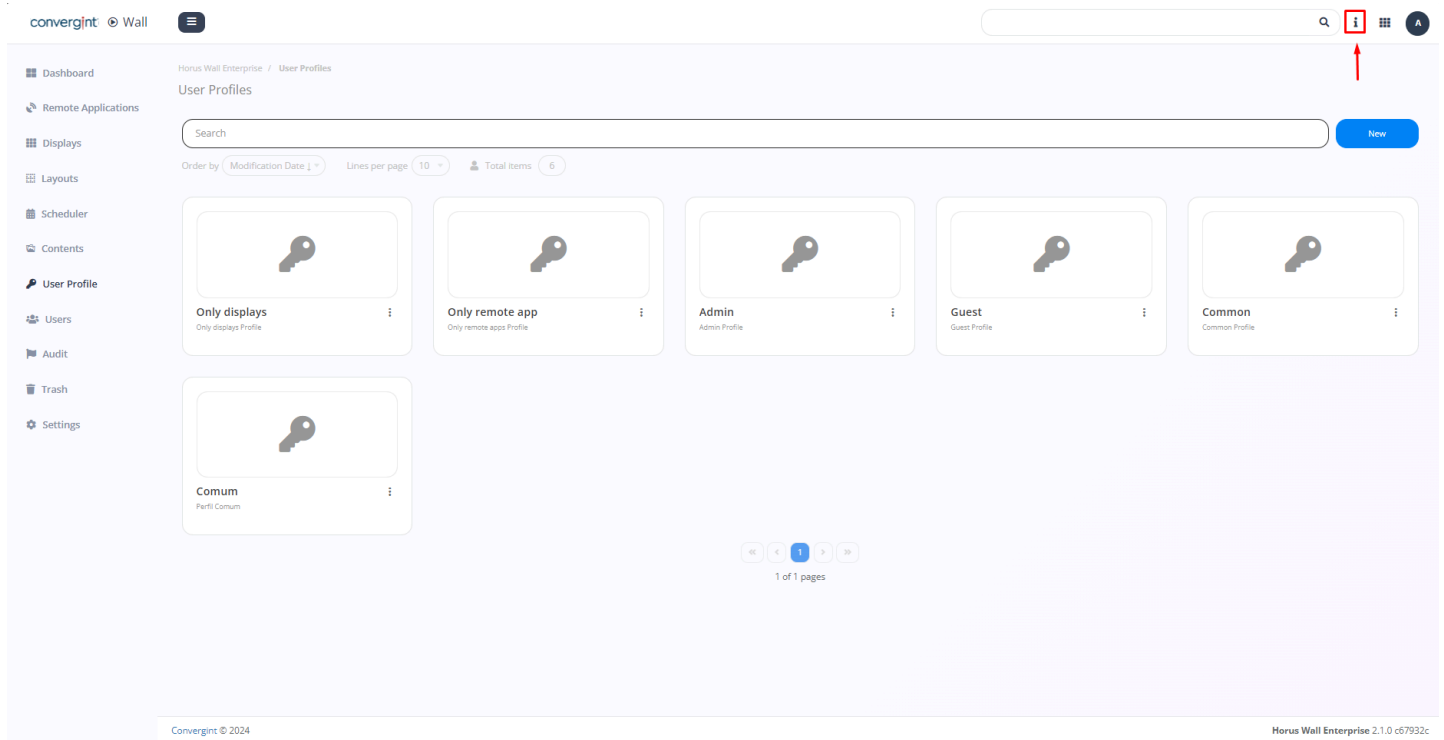 convergint Wall
A
Dashboard
Remote Applications
Displays
Layouts
Scheduler
Contents
User Profile
Users
Audit
Trash
Settings
Horus Wall Enterprise / User Profiles
User Profiles
Search
New
Order by Modification Date ↓ Lines per page 10 Total items 6
Only displays
Only displays Profile
Only remote app
Only remote apps Profile
Admin
Admin Profile
Guest
Guest Profile
Common
Common Profile
Comum
Perfil Comum
« ‹ 1 › »
1 of 1 pages
Convergint © 2024
Horus Wall Enterprise 2.1.0 c67932c